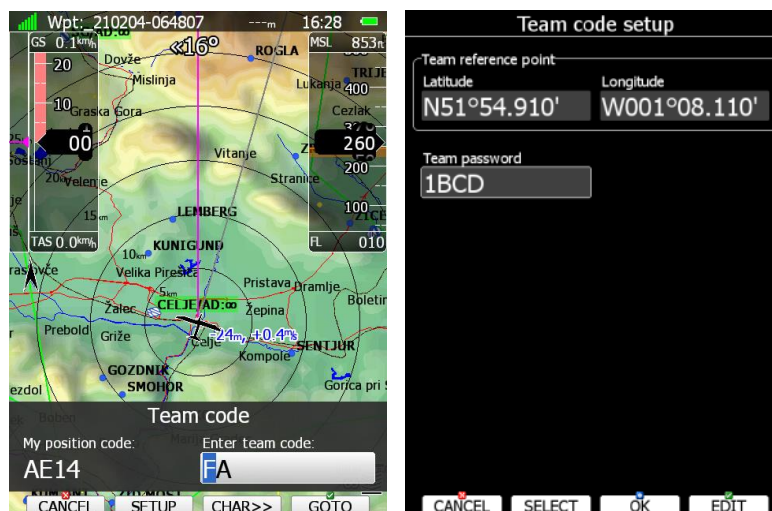 Wpt: 210204-064807 ---m 16:28
GS 0.1km/h
«16°
MSL 853ft
Dovže
ROGLA
20
Mislinja
Lukanja
400
10
Graska Gora
Cezlak
00
260
Vitanje
200
Velenje
Stranice
15km
LEMBERG
100
TAS 0.0km/h
10km
KUNIGUND
FL 010
Velika Pirešica
Pristava
Dramlje
5km
Boletin
Žalec
CELJE/AD:∞
Žepina
Prebold
Griže
-24m, +0.4m/s
Celje
SENTJUR
Kompole
GOZDNIK
SMOHOR
Gorica pri S
ezdol
Team code
My position code:
Enter team code:
AE14
FA
CANCEL SETUP CHAR>> GOTO
Team code setup
Team reference point
Latitude Longitude
N51°54.910' W001°08.110'
Team password
1BCD
CANCEL SELECT OK EDIT